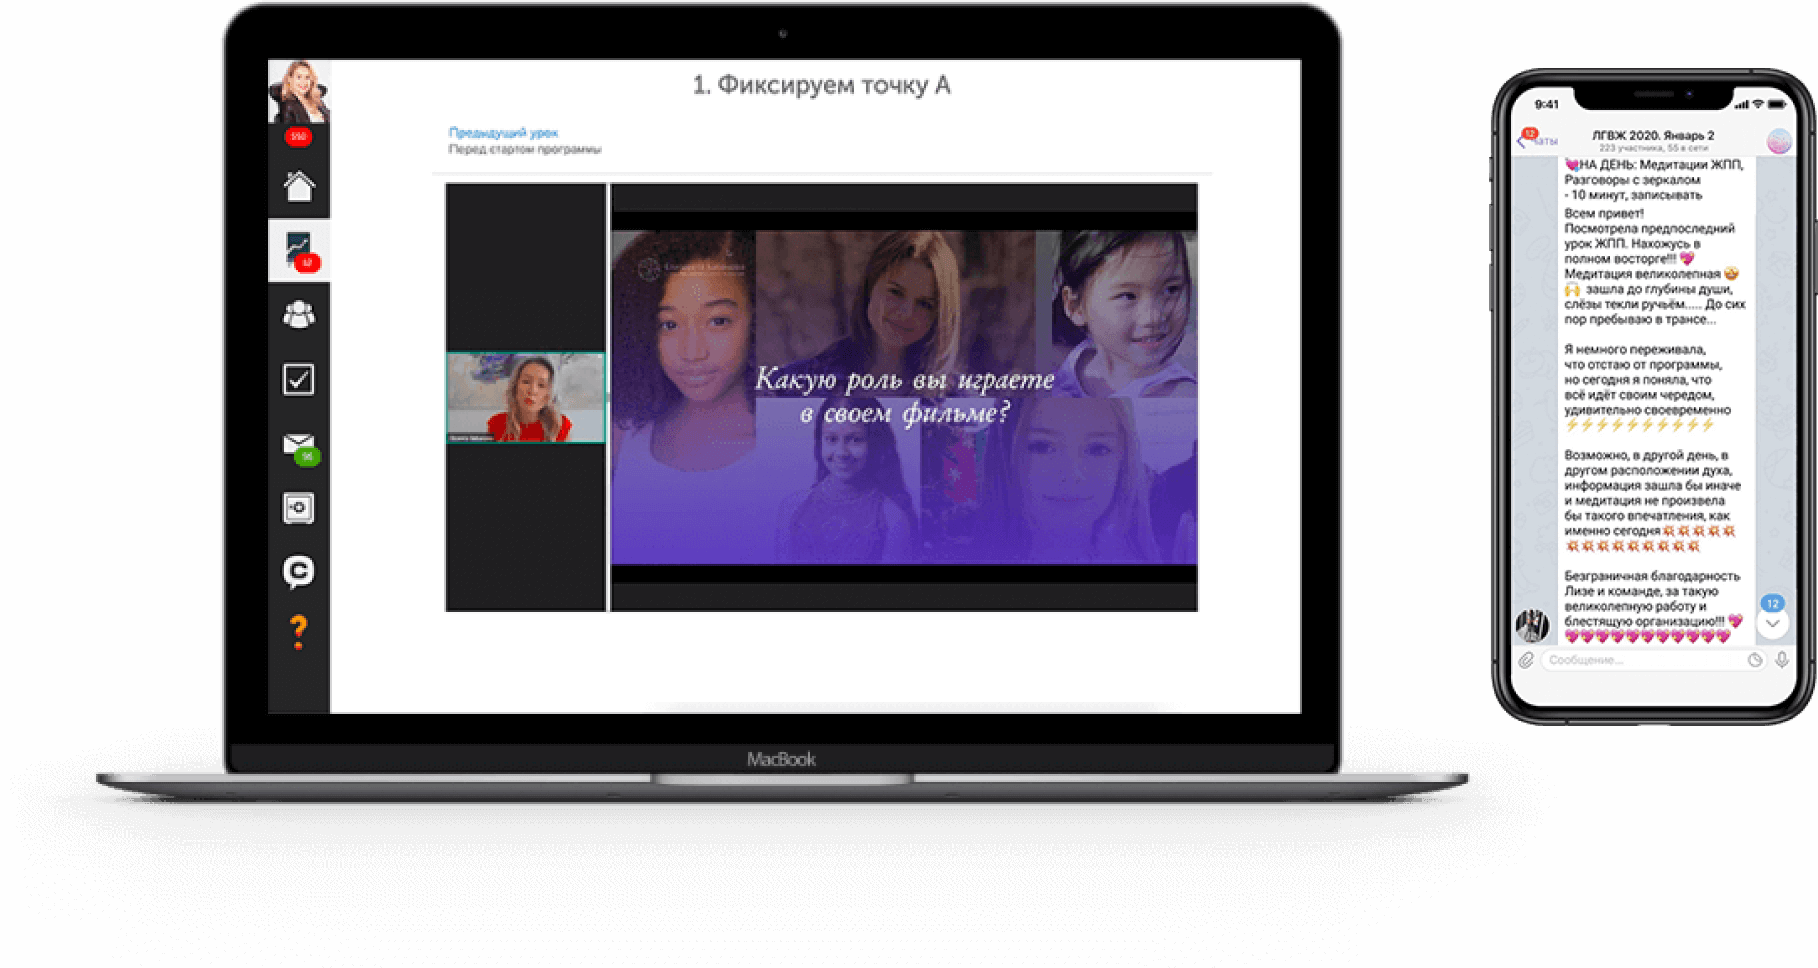 1. Фиксируем точку А
Предыдущий урок
Перед стартом программы
550
96
Какую роль вы играете
в своем фильме?
MacBook
9:41
12
ЛГВЖ 2020. Январь 2
223 участника, 55 в сети
💘НА ДЕНЬ: Медитации ЖПП,
Разговоры с зеркалом
- 10 минут, записывать
Всем привет!
Посмотрела предпоследний
урок ЖПП. Нахожусь в
полном восторге!!! 💖
Медитация великолепная 🤩
🙌 зашла до глубины души,
слёзы текли ручьём..... До сих
пор пребываю в трансе...
Я немного переживала,
что отстаю от программы,
но сегодня я поняла, что
всё идёт своим чередом,
удивительно своевременно
⚡⚡⚡⚡⚡⚡⚡⚡⚡⚡
Возможно, в другой день, в
другом расположении духа,
информация зашла бы иначе
и медитация не произвела
бы такого впечатления, как
именно сегодня💥💥💥💥💥
💥💥💥💥💥💥💥💥💥
Безграничная благодарность
Лизе и команде, за такую
великолепную работу и
блестящую организацию!!! 💖
💖💖💖💖💖💖💖💖💖💖💖
12
Сообщение...